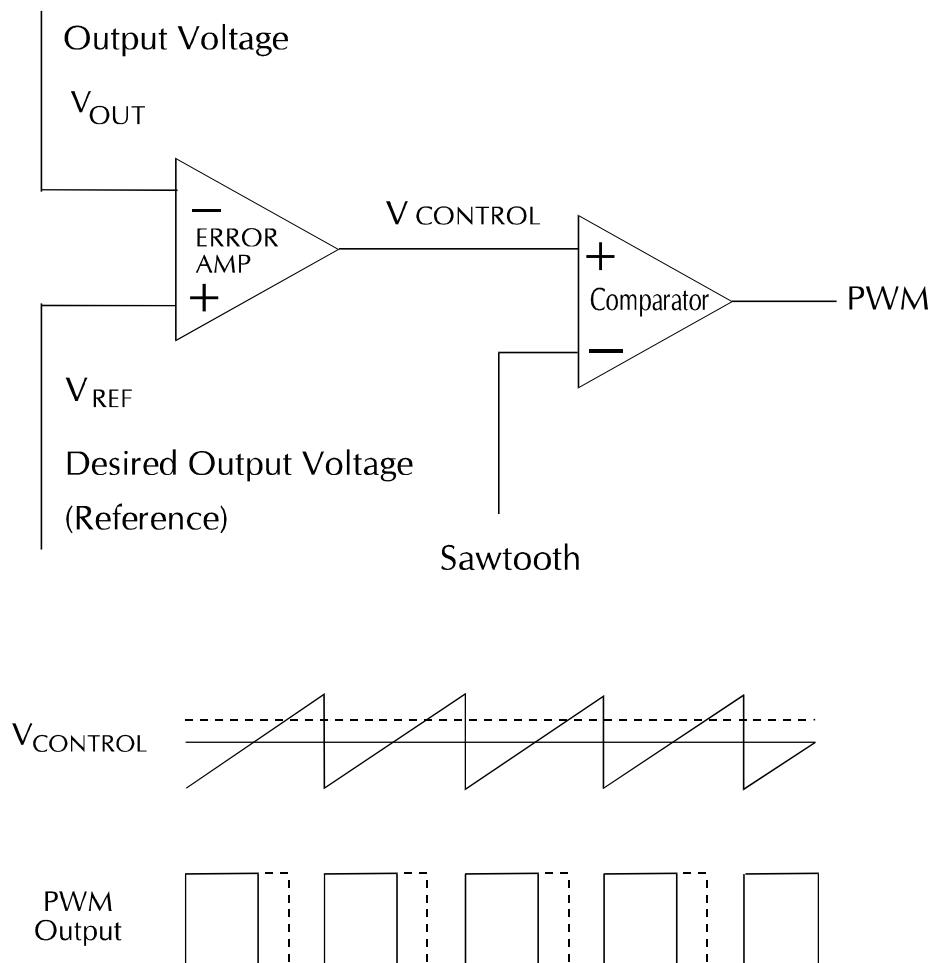 Output Voltage
VOUT
−
ERROR
AMP
+
V CONTROL
+
Comparator
−
PWM
VREF
Desired Output Voltage
(Reference)
Sawtooth
VCONTROL
PWM
Output